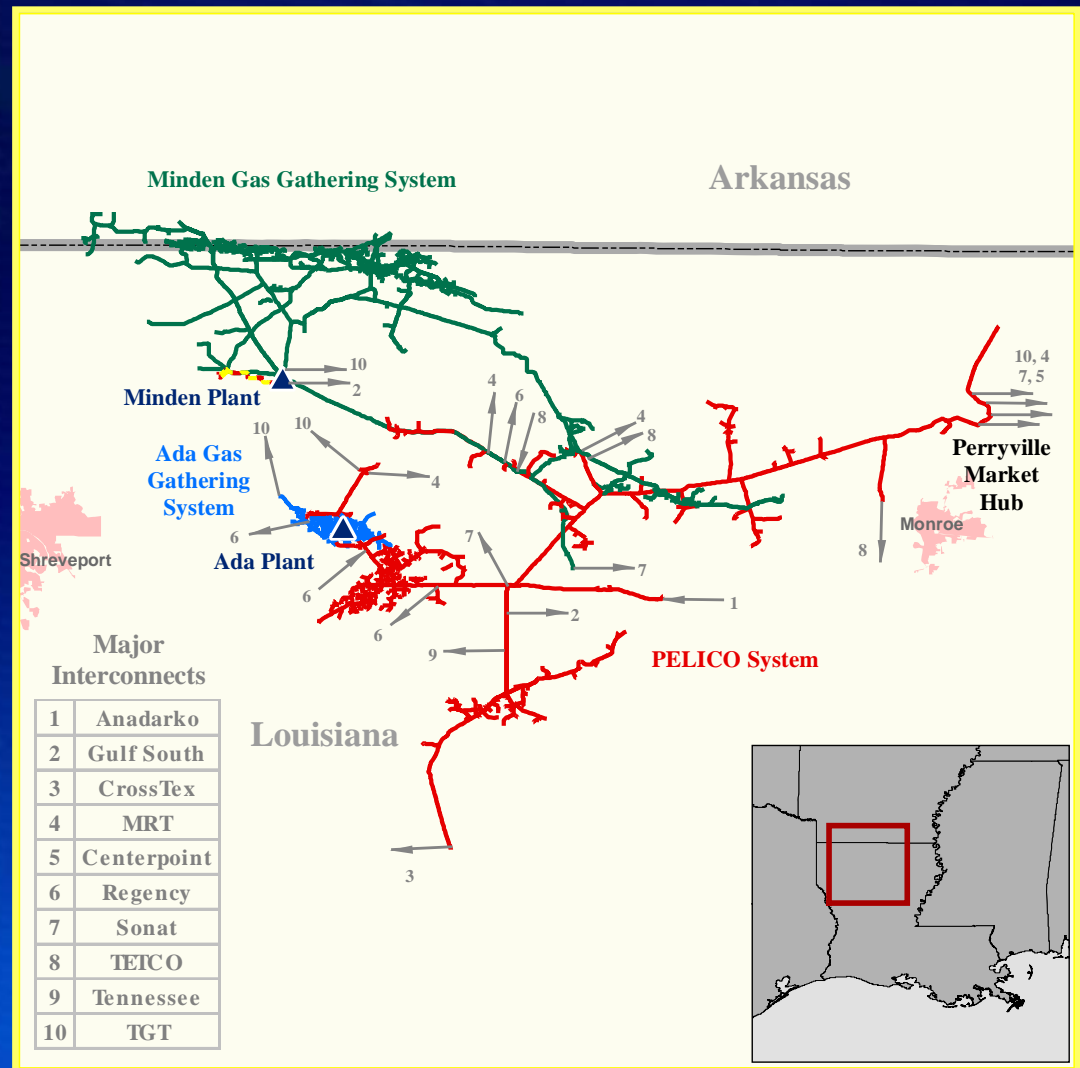 Arkansas
Minden Gas Gathering System
10
2
Minden Plant
10, 4
7, 5
4
6
8
4
8
10
10
4
Ada Gas
Gathering
System
Perryville
Market
Hub
6
Monroe
Shreveport
Ada Plant
7
8
7
6
1
6
2
9
PELICO System
Major
Interconnects
1 Anadarko
2 Gulf South
3 CrossTex
4 MRT
5 Centerpoint
6 Regency
7 Sonat
8 TETCO
9 Tennessee
10 TGT
Louisiana
3